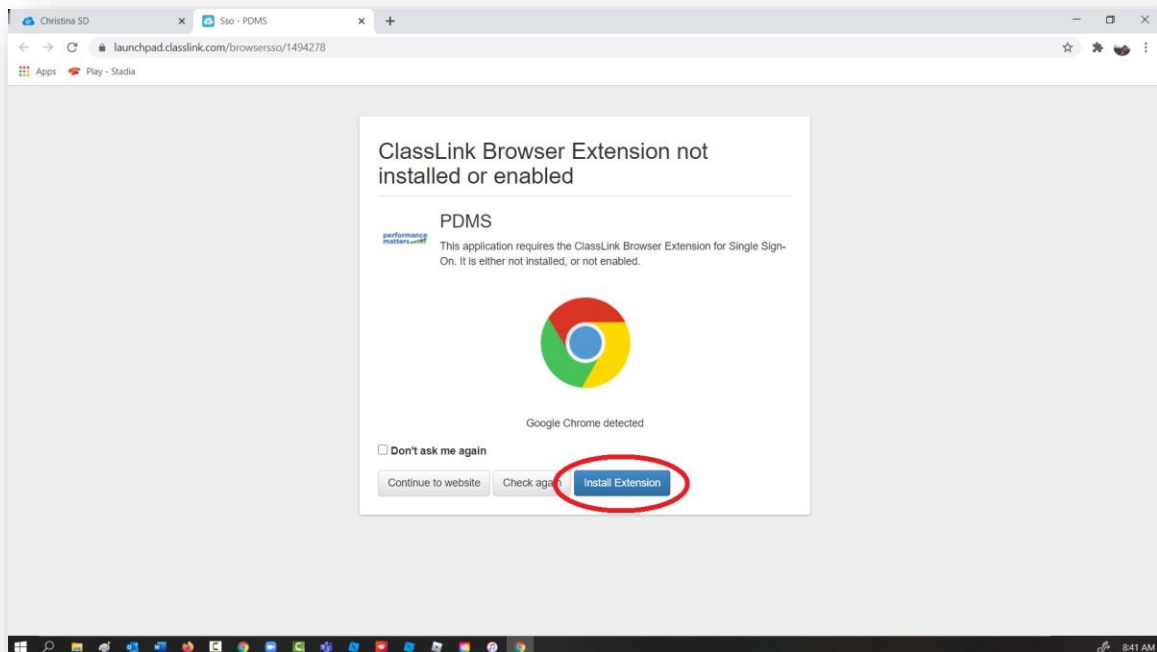 Christina SD
Sso - PDMS
launchpad.classlink.com/browsersso/1494278
Apps
Play - Stadia
ClassLink Browser Extension not
installed or enabled
performance
matters
PDMS
This application requires the ClassLink Browser Extension for Single Sign-
On. It is either not installed, or not enabled.
Google Chrome detected
Don't ask me again
Continue to website
Check again
Install Extension
8:41 AM